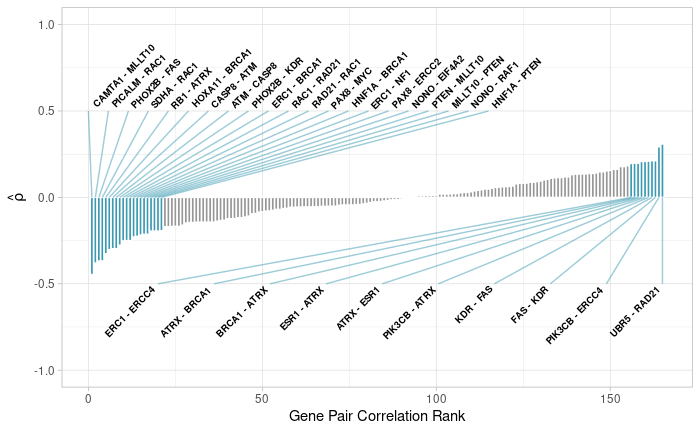 1.0
0.5
0.0
-0.5
-1.0
ρ̂
CAMTA1 - MLLT10
PICALM - RAC1
PHOX2B - FAS
SDHA - RAC1
RB1 - ATRX
HOXA11 - BRCA1
CASP8 - ATM
ATM - CASP8
PHOX2B - KDR
ERC1 - BRCA1
RAC1 - RAD21
RAD21 - RAC1
PAX8 - MYC
HNF1A - BRCA1
ERC1 - NF1
PAX8 - ERCC2
NONO - EIF4A2
PTEN - MLLT10
MLLT10 - PTEN
NONO - RAF1
HNF1A - PTEN
ERC1 - ERCC4
ATRX - BRCA1
BRCA1 - ATRX
ESR1 - ATRX
ATRX - ESR1
PIK3CB - ATRX
KDR - FAS
FAS - KDR
PIK3CB - ERCC4
UBR5 - RAD21
0
50
100
150
Gene Pair Correlation Rank